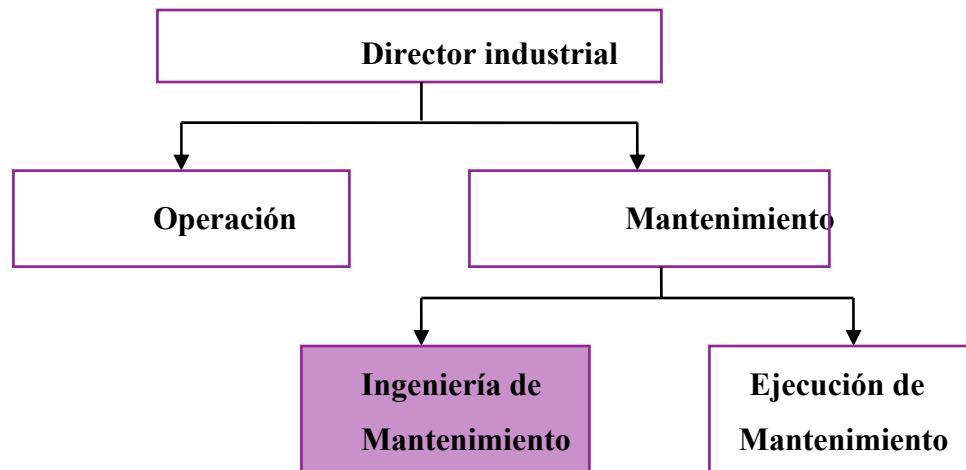 Director industrial
Operación
Mantenimiento
Ingeniería de
Mantenimiento
Ejecución de
Mantenimiento